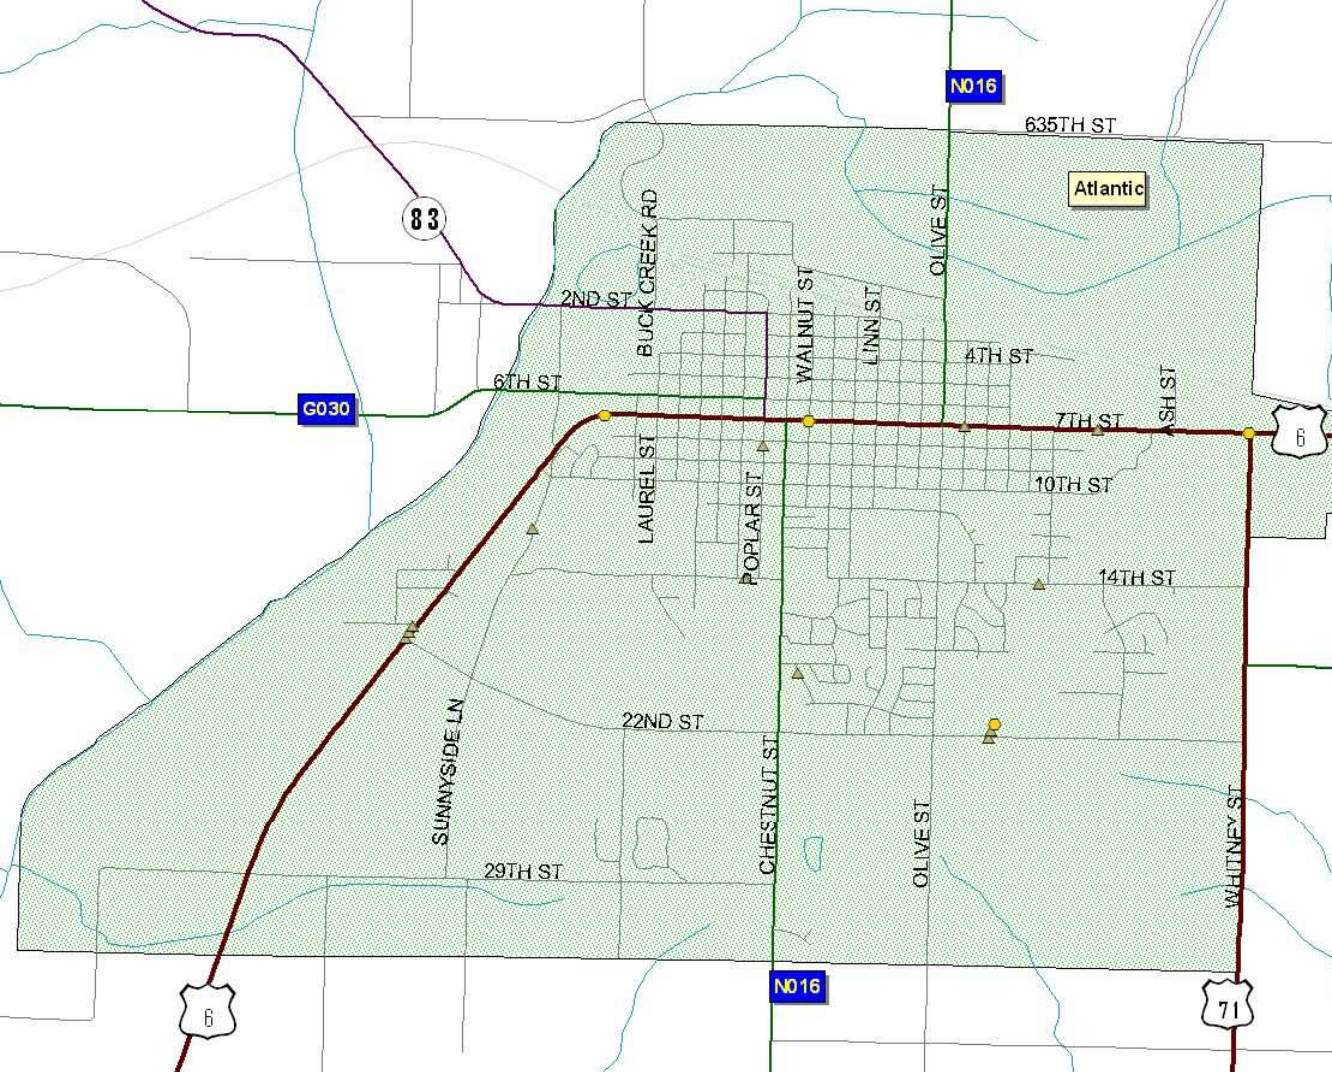 N016
635TH ST
Atlantic
83
BUCK CREEK RD
OLIVE ST
2ND ST
WALNUT ST
LINN ST
4TH ST
6TH ST
G030
ASH ST
7TH ST
6
LAUREL ST
POPLAR ST
10TH ST
14TH ST
22ND ST
SUNNYSIDE LN
CHESTNUT ST
OLIVE ST
WHITNEY ST
29TH ST
N016
6
71